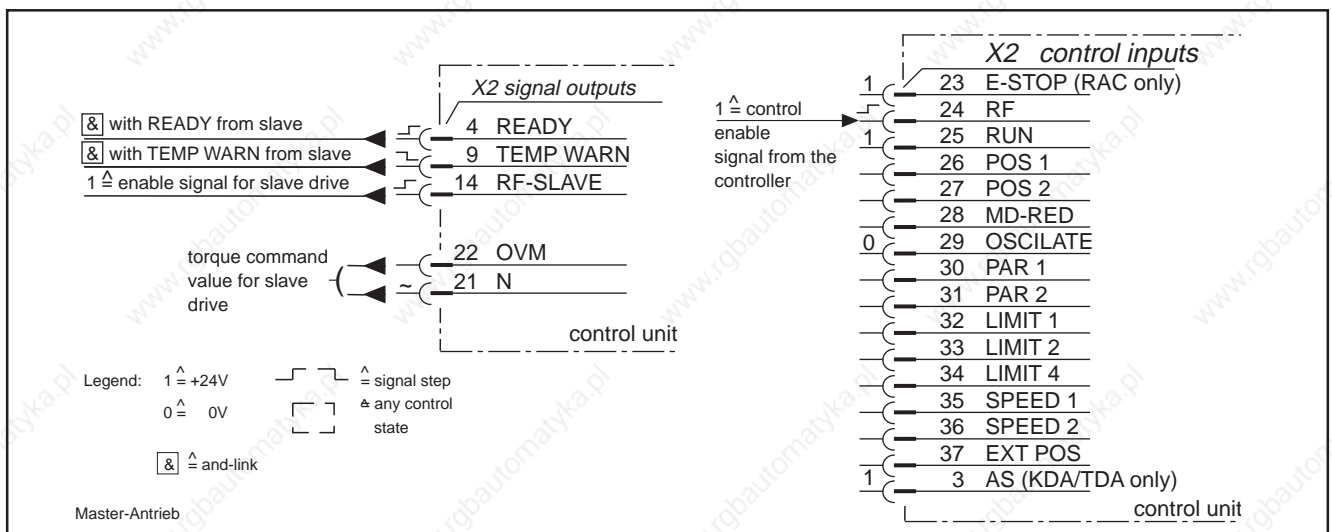 X2 signal outputs
& with READY from slave
4 READY
& with TEMP WARN from slave
9 TEMP WARN
1 ≙ enable signal for slave drive
14 RF-SLAVE
torque command
value for slave
drive
22 OVM
~ 21 N
control unit
Legend: 1 ≙ +24V
≙ signal step
0 ≙ 0V
≙ any control
state
& ≙ and-link
Master-Antrieb
X2 control inputs
1 23 E-STOP (RAC only)
1 ≙ control
enable
signal from the
controller
24 RF
1 25 RUN
26 POS 1
27 POS 2
28 MD-RED
0 29 OSCILATE
30 PAR 1
31 PAR 2
32 LIMIT 1
33 LIMIT 2
34 LIMIT 4
35 SPEED 1
36 SPEED 2
37 EXT POS
1 3 AS (KDA/TDA only)
control unit
www.rgbautomatyka.pl